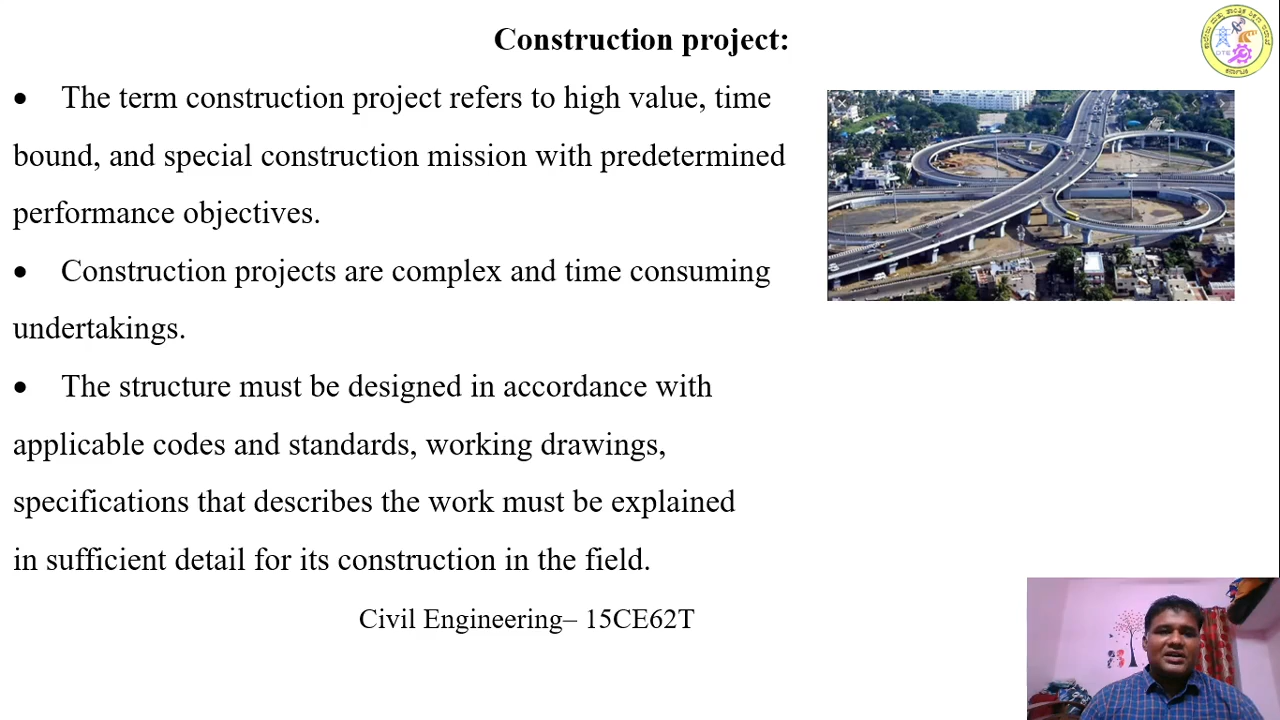 Construction project:
• The term construction project refers to high value, time
bound, and special construction mission with predetermined
performance objectives.
• Construction projects are complex and time consuming
undertakings.
• The structure must be designed in accordance with
applicable codes and standards, working drawings,
specifications that describes the work must be explained
in sufficient detail for its construction in the field.
Civil Engineering– 15CE62T
DTE